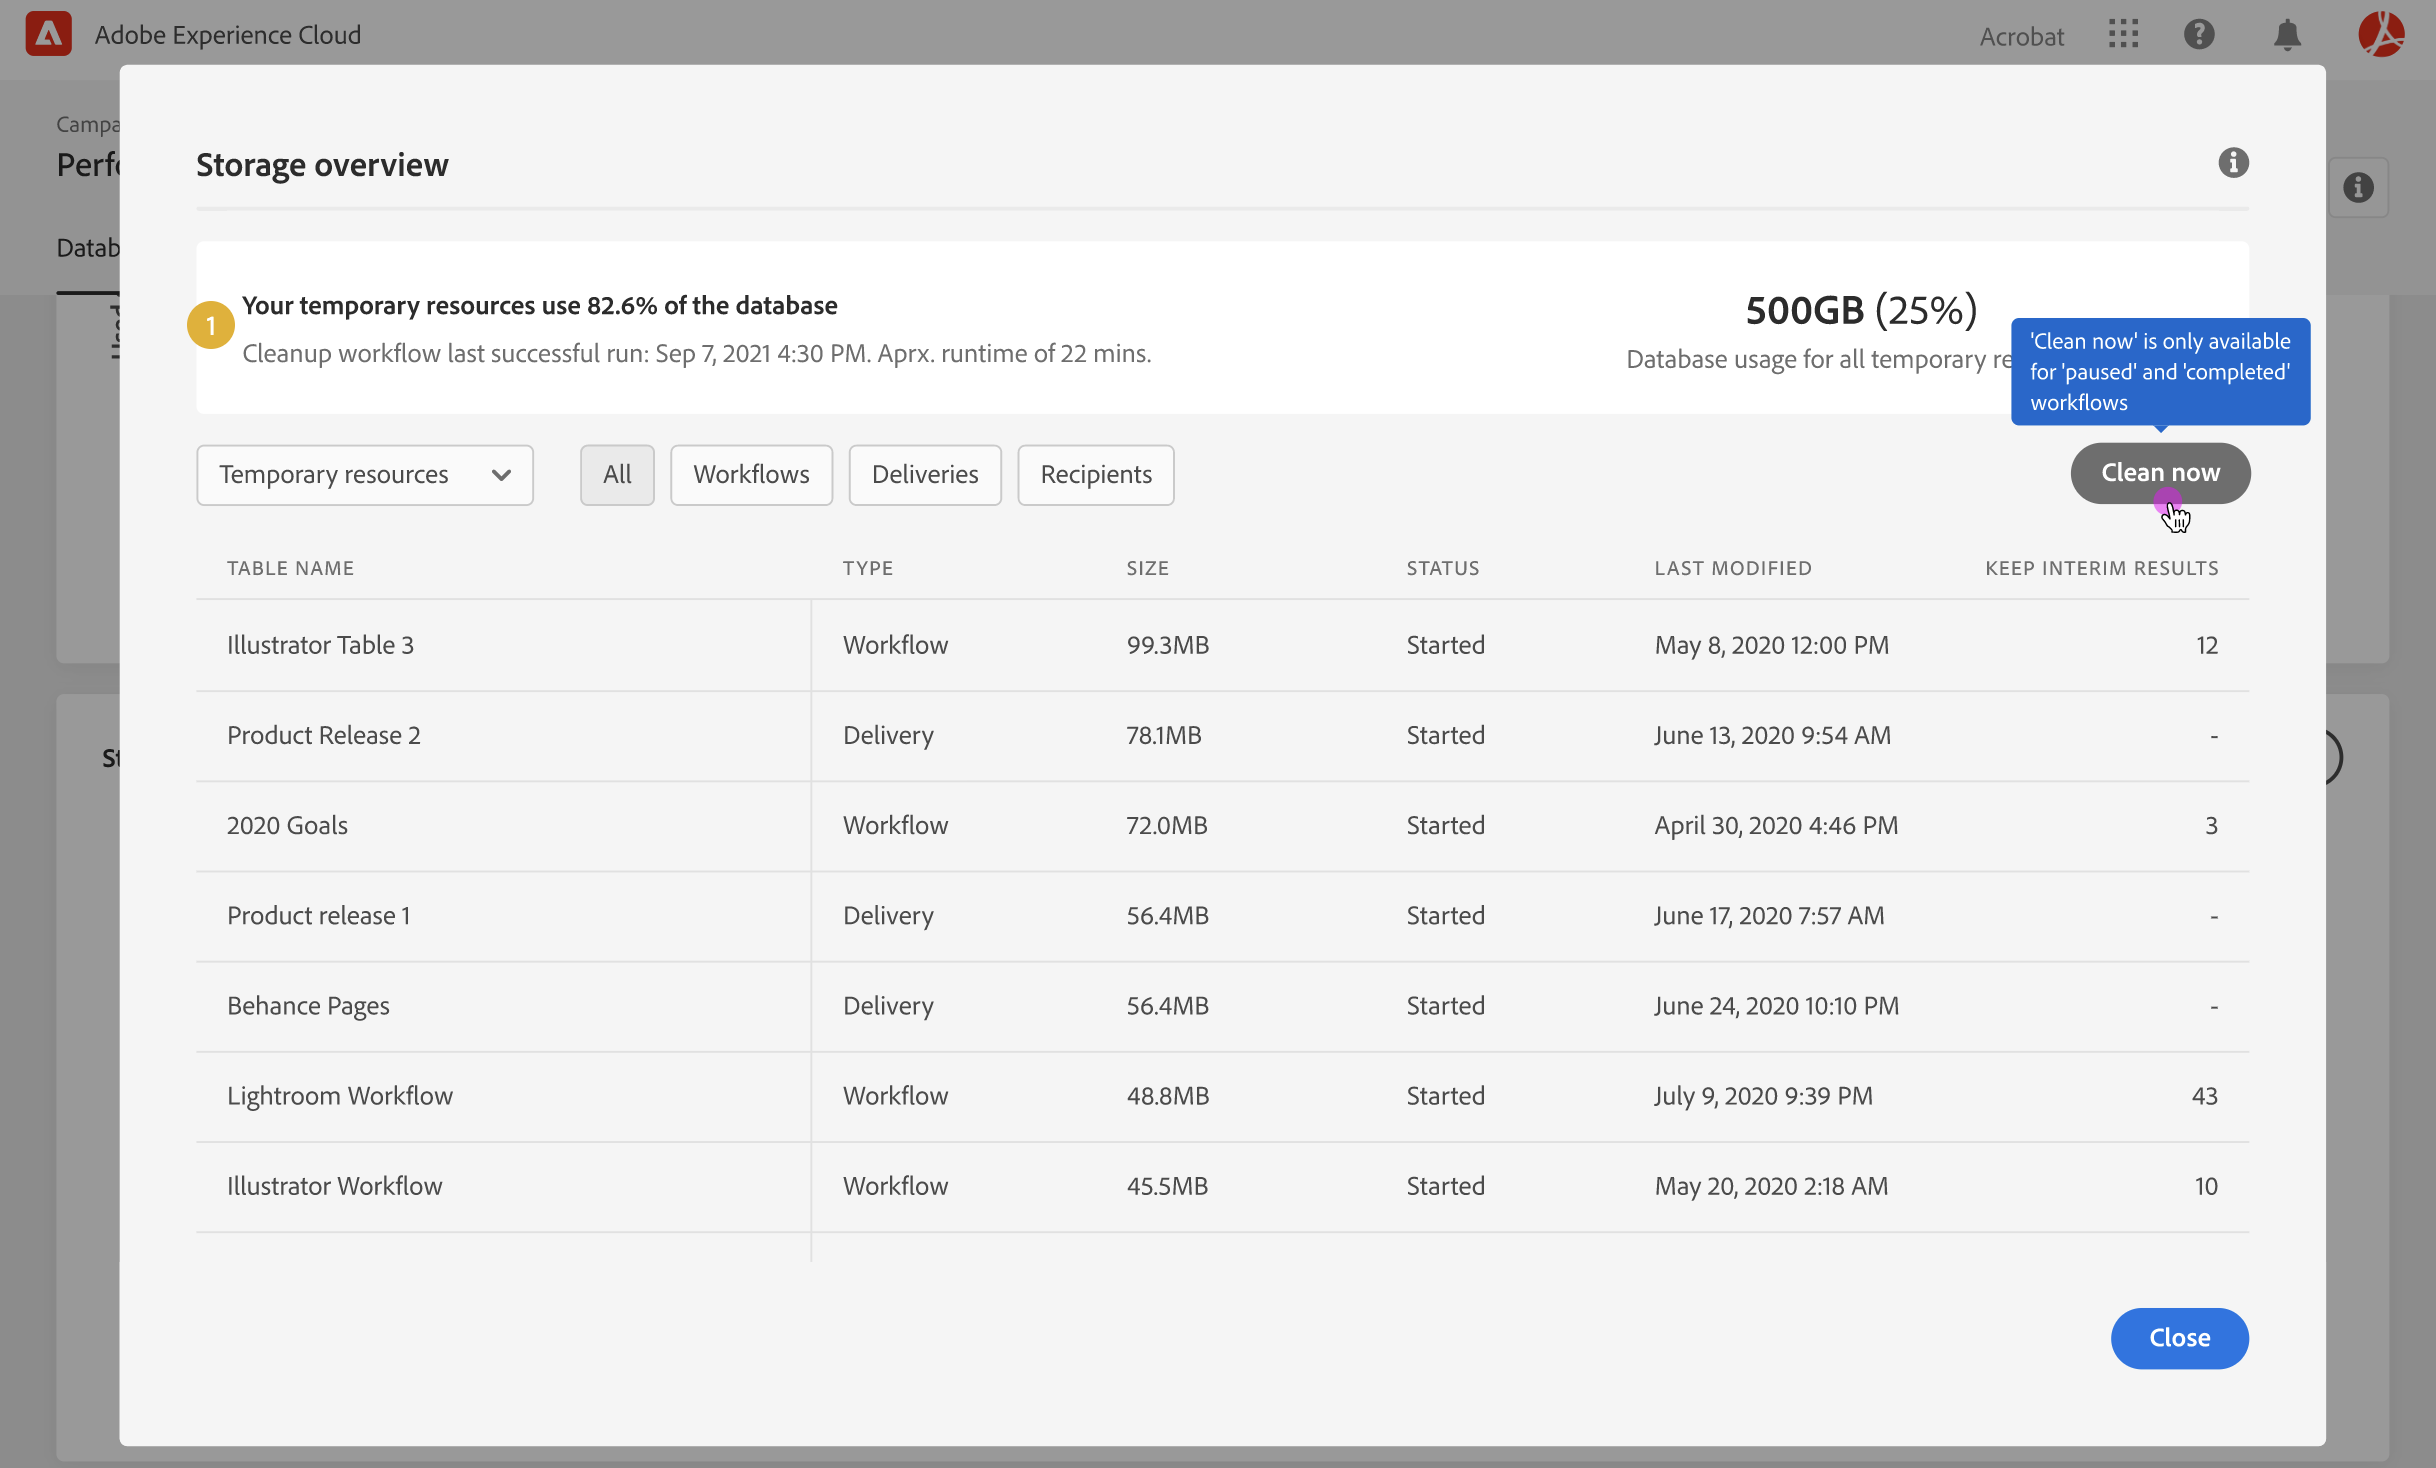 Adobe Experience Cloud
Acrobat
Campa
Perfo
Datab
Used
Storage overview
1
Your temporary resources use 82.6% of the database
Cleanup workflow last successful run: Sep 7, 2021 4:30 PM. Aprx. runtime of 22 mins.
500GB (25%)
Database usage for all temporary re
'Clean now' is only available
for 'paused' and 'completed'
workflows
Temporary resources
All
Workflows
Deliveries
Recipients
Clean now
TABLE NAME TYPE SIZE STATUS LAST MODIFIED KEEP INTERIM RESULTS
Illustrator Table 3 Workflow 99.3MB Started May 8, 2020 12:00 PM 12
Product Release 2 Delivery 78.1MB Started June 13, 2020 9:54 AM -
2020 Goals Workflow 72.0MB Started April 30, 2020 4:46 PM 3
Product release 1 Delivery 56.4MB Started June 17, 2020 7:57 AM -
Behance Pages Delivery 56.4MB Started June 24, 2020 10:10 PM -
Lightroom Workflow Workflow 48.8MB Started July 9, 2020 9:39 PM 43
Illustrator Workflow Workflow 45.5MB Started May 20, 2020 2:18 AM 10
St
Close